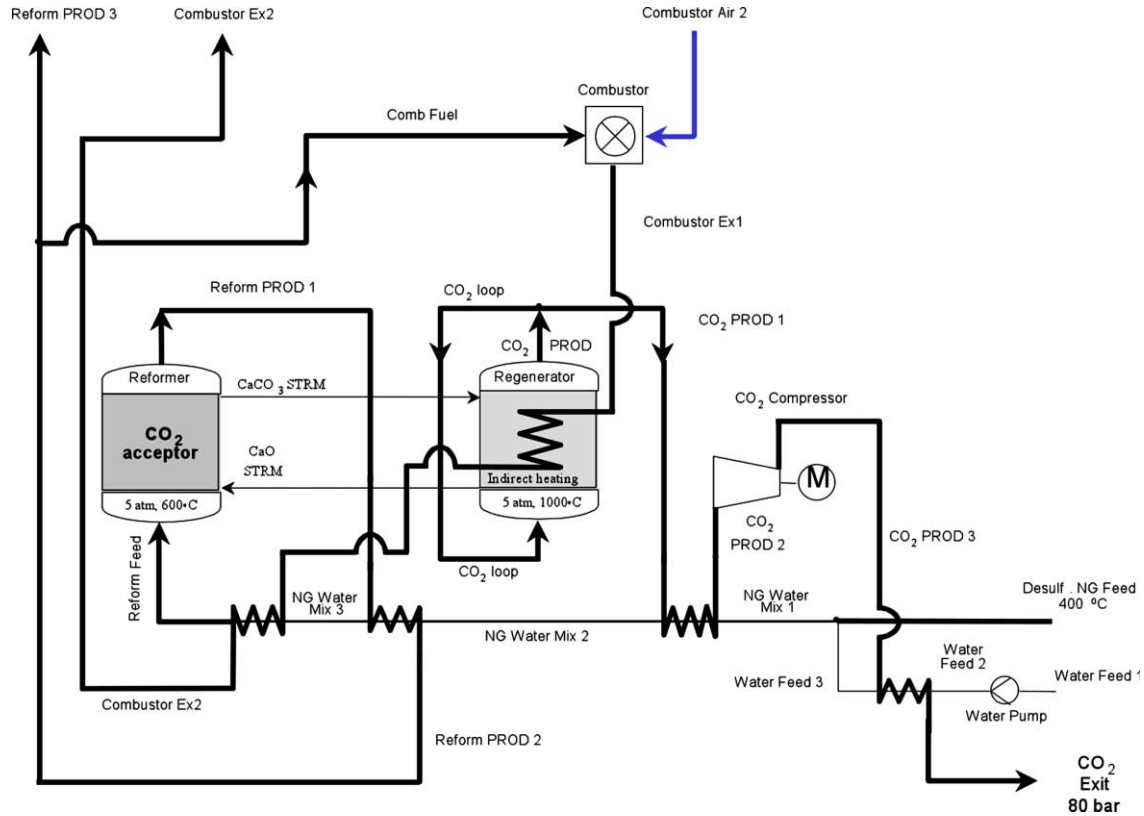 Reform PROD 3
Combustor Ex2
Combustor Air 2
Combustor
Comb Fuel
Combustor Ex1
Reform PROD 1
CO2 loop
CO2 PROD 1
CO2 PROD
Reformer
Regenerator
CaCO3 STRM
CO2 Compressor
CO2
acceptor
CaO
STRM
M
Indirect heating
5 atm, 600•C
5 atm, 1000•C
CO2
PROD 2
CO2 PROD 3
Reform Feed
CO2 loop
NG Water
Mix 3
NG Water
Mix 1
Desulf . NG Feed
400 ºC
NG Water Mix 2
Water
Feed 2
Water Feed 3
Water Feed 1
Combustor Ex2
Water Pump
Reform PROD 2
CO2
Exit
80 bar